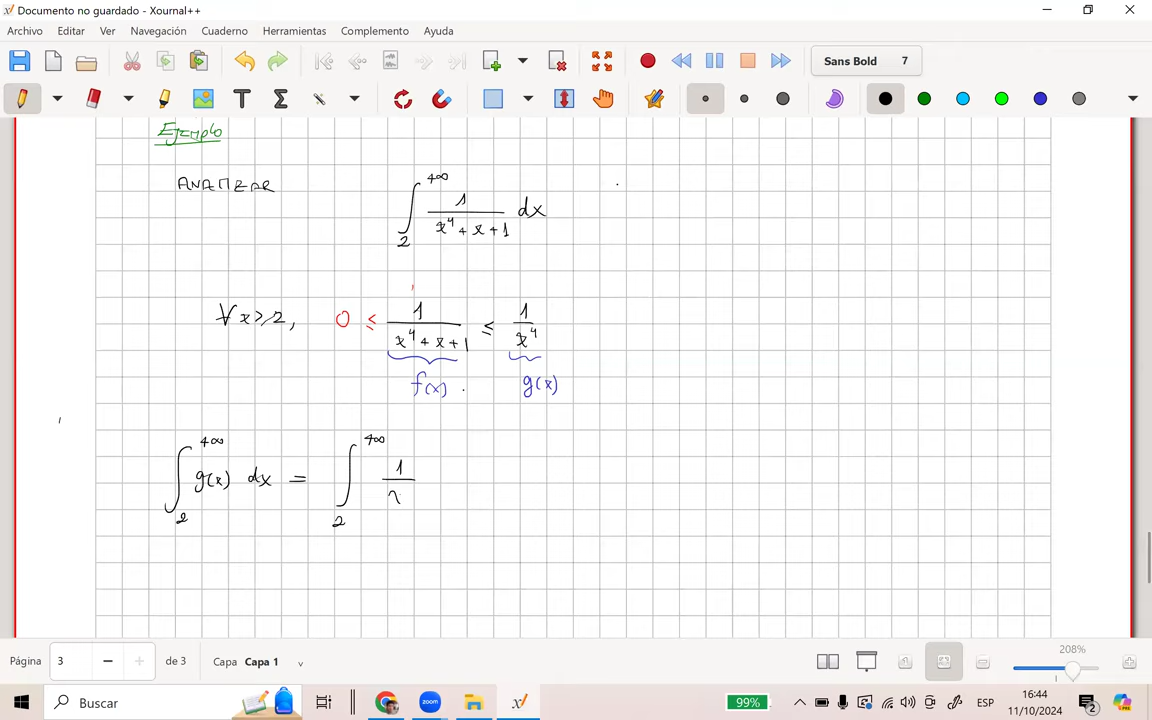 Documento no guardado - Xournal++
Archivo Editar Ver Navegación Cuaderno Herramientas Complemento Ayuda
Sans Bold 7
Ejemplo
ANALIZAR ∫₂^{+∞} 1/(x⁴ + x + 1) dx
∀ x ≥ 2, 0 ≤ 1/(x⁴ + x + 1) ≤ 1/x⁴
f(x) . g(x)
∫₂^{+∞} g(x) dx = ∫₂^{+∞} 1/x
Página 3 de 3 Capa Capa 1 208%
Buscar
zoom
99%
ESP
16:44
11/10/2024
2